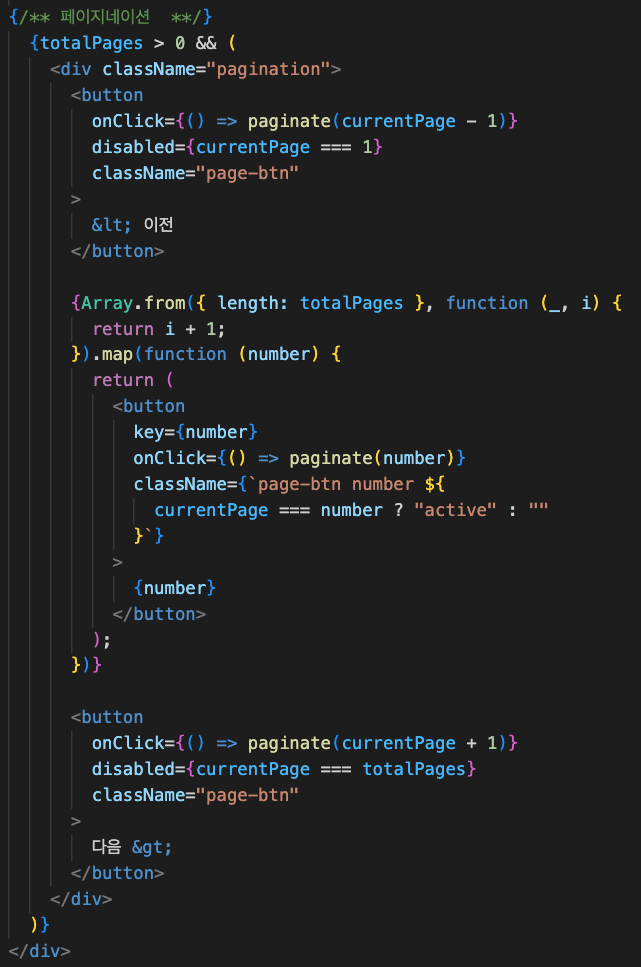 {/** 페이지네이션  **/}
{totalPages > 0 && (
<div className="pagination">
<button
onClick={() => paginate(currentPage - 1)}
disabled={currentPage === 1}
className="page-btn"
>
&lt; 이전
</button>
{Array.from({ length: totalPages }, function (_, i) {
return i + 1;
}).map(function (number) {
return (
<button
key={number}
onClick={() => paginate(number)}
className={`page-btn number ${
currentPage === number ? "active" : ""
}`}
>
{number}
</button>
);
})}
<button
onClick={() => paginate(currentPage + 1)}
disabled={currentPage === totalPages}
className="page-btn"
>
다음 &gt;
</button>
</div>
)}
</div>